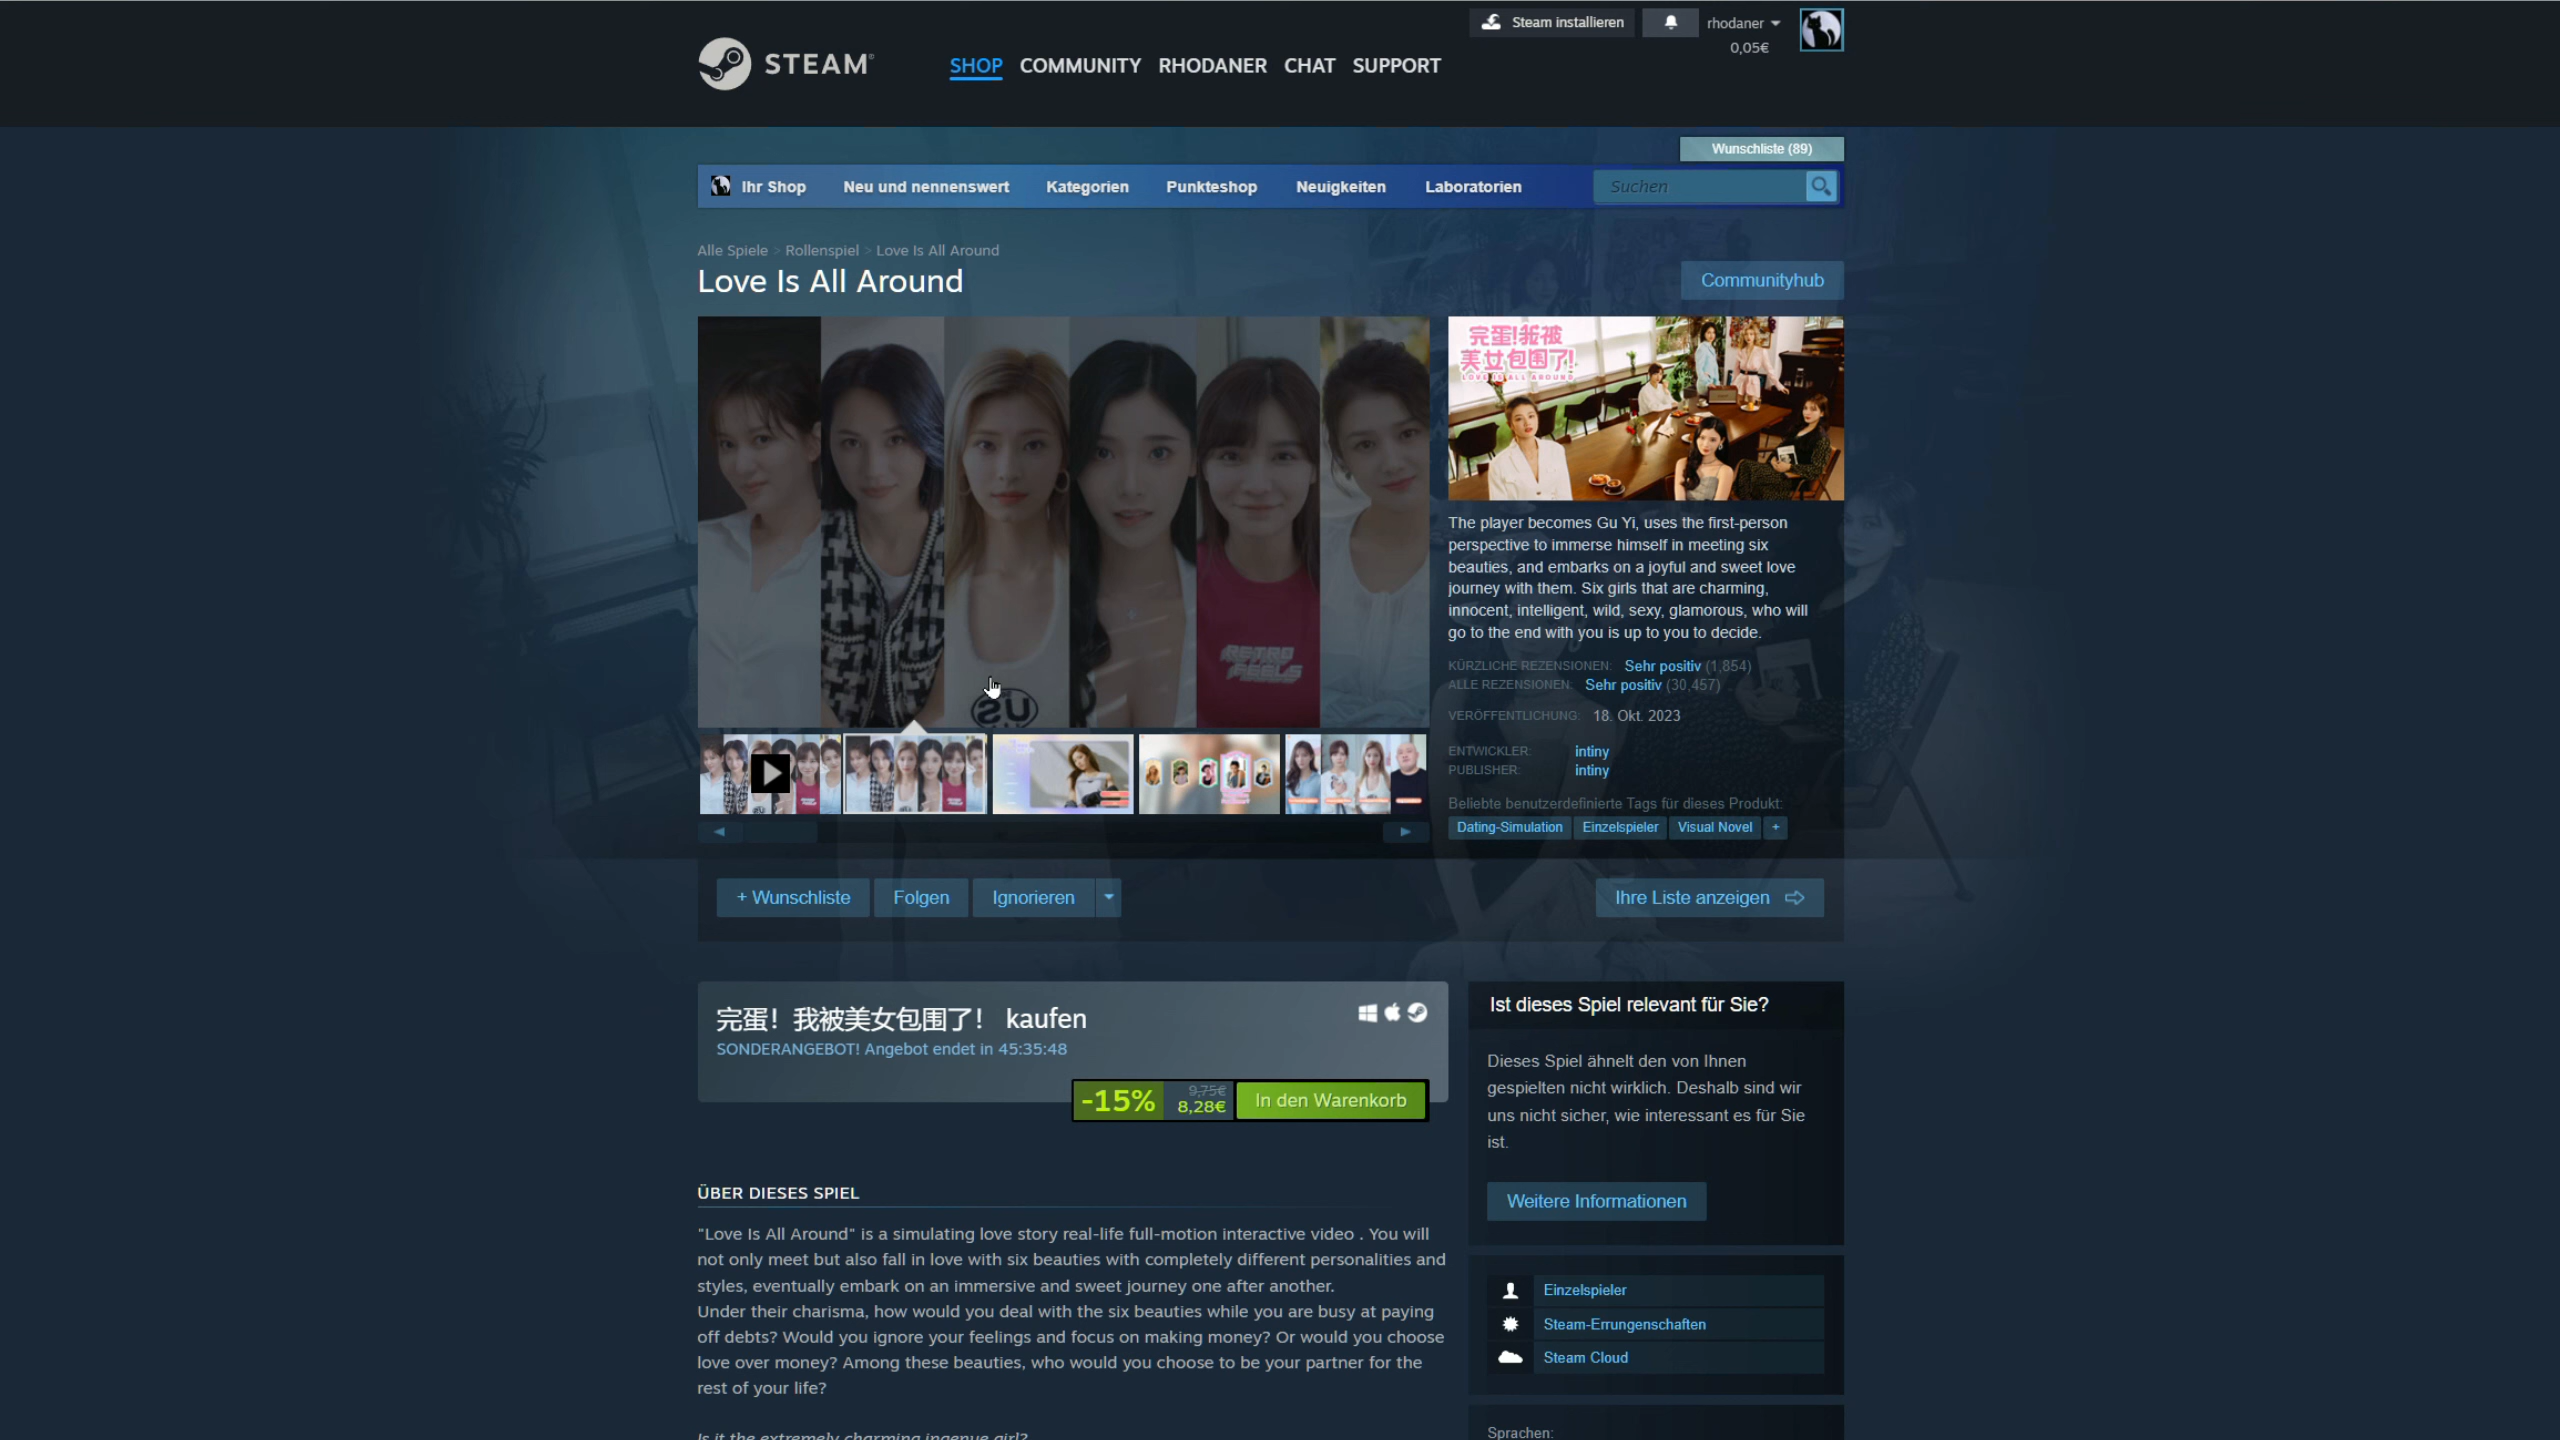 Steam installieren
rhodaner
0,05€
STEAM
SHOP COMMUNITY RHODANER CHAT SUPPORT
Wunschliste (89)
Ihr Shop Neu und nennenswert Kategorien Punkteshop Neuigkeiten Laboratorien Suchen
Alle Spiele > Rollenspiel > Love Is All Around
Love Is All Around
Communityhub
RETRO
FEELS
SU
完蛋!我被
美女包围了!
LOVE IS ALL AROUND
The player becomes Gu Yi, uses the first-person
perspective to immerse himself in meeting six
beauties, and embarks on a joyful and sweet love
journey with them. Six girls that are charming,
innocent, intelligent, wild, sexy, glamorous, who will
go to the end with you is up to you to decide.
KÜRZLICHE REZENSIONEN: Sehr positiv (1,854)
ALLE REZENSIONEN: Sehr positiv (30,457)
VERÖFFENTLICHUNG: 18. Okt. 2023
ENTWICKLER: intiny
PUBLISHER: intiny
Beliebte benutzerdefinierte Tags für dieses Produkt:
Dating-Simulation Einzelspieler Visual Novel +
+ Wunschliste Folgen Ignorieren Ihre Liste anzeigen
完蛋！我被美女包围了！ kaufen
SONDERANGEBOT! Angebot endet in 45:35:48
-15% 9,75€ 8,28€ In den Warenkorb
Ist dieses Spiel relevant für Sie?
Dieses Spiel ähnelt den von Ihnen
gespielten nicht wirklich. Deshalb sind wir
uns nicht sicher, wie interessant es für Sie
ist.
Weitere Informationen
ÜBER DIESES SPIEL
"Love Is All Around" is a simulating love story real-life full-motion interactive video . You will
not only meet but also fall in love with six beauties with completely different personalities and
styles, eventually embark on an immersive and sweet journey one after another.
Under their charisma, how would you deal with the six beauties while you are busy at paying
off debts? Would you ignore your feelings and focus on making money? Or would you choose
love over money? Among these beauties, who would you choose to be your partner for the
rest of your life?
Is it the extremely charming ingenue girl?
Einzelspieler
Steam-Errungenschaften
Steam Cloud
Sprachen: